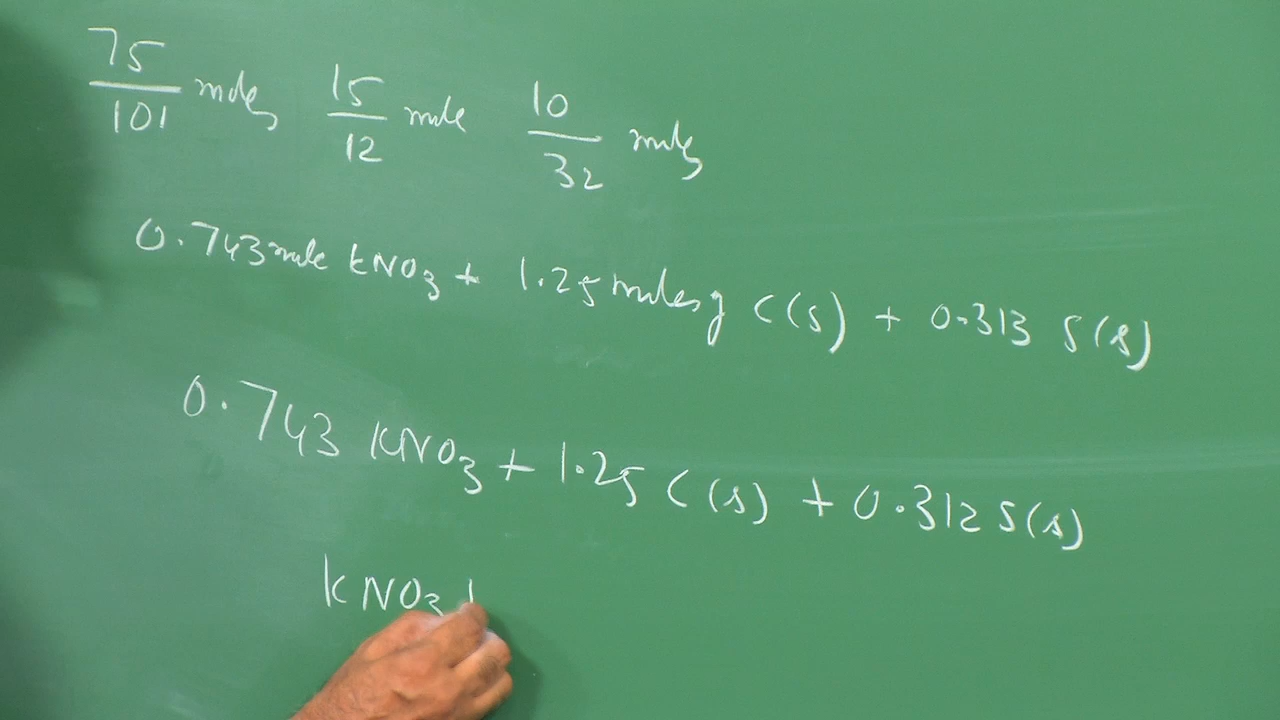 75/101 moles 15/12 mole 10/32 moles
0.743 mole KNO3 + 1.25 moles of C(s) + 0.313 S(s)
0.743 KNO3 + 1.25 C(s) + 0.312 S(s)
KNO3 +